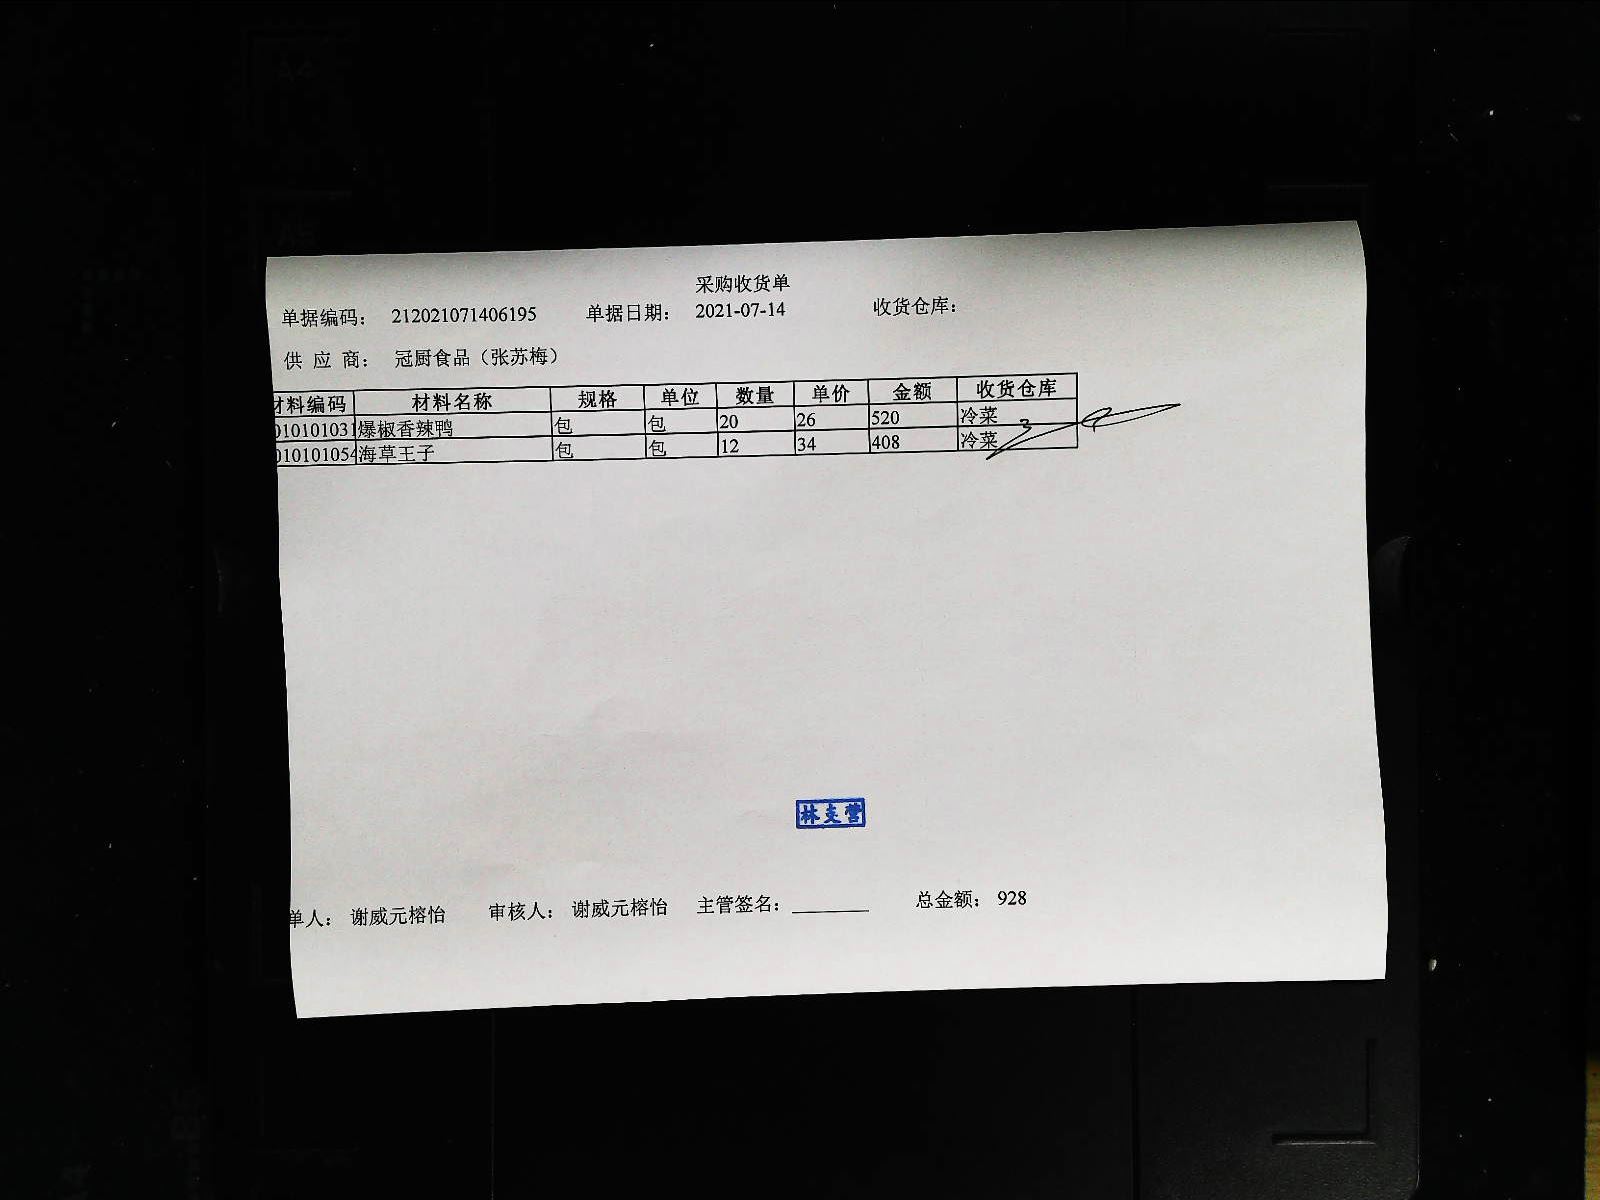 采购收货单
单据编码： 212021071406195 单据日期： 2021-07-14 收货仓库：
供 应 商： 冠厨食品（张苏梅）
材料编码 材料名称 规格 单位 数量 单价 金额 收货仓库
010101031 爆椒香辣鸭 包 包 20 26 520 冷菜
010101054 海草王子 包 包 12 34 408 冷菜
林支营
单人： 谢威元榕怡 审核人： 谢威元榕怡 主管签名：________ 总金额： 928